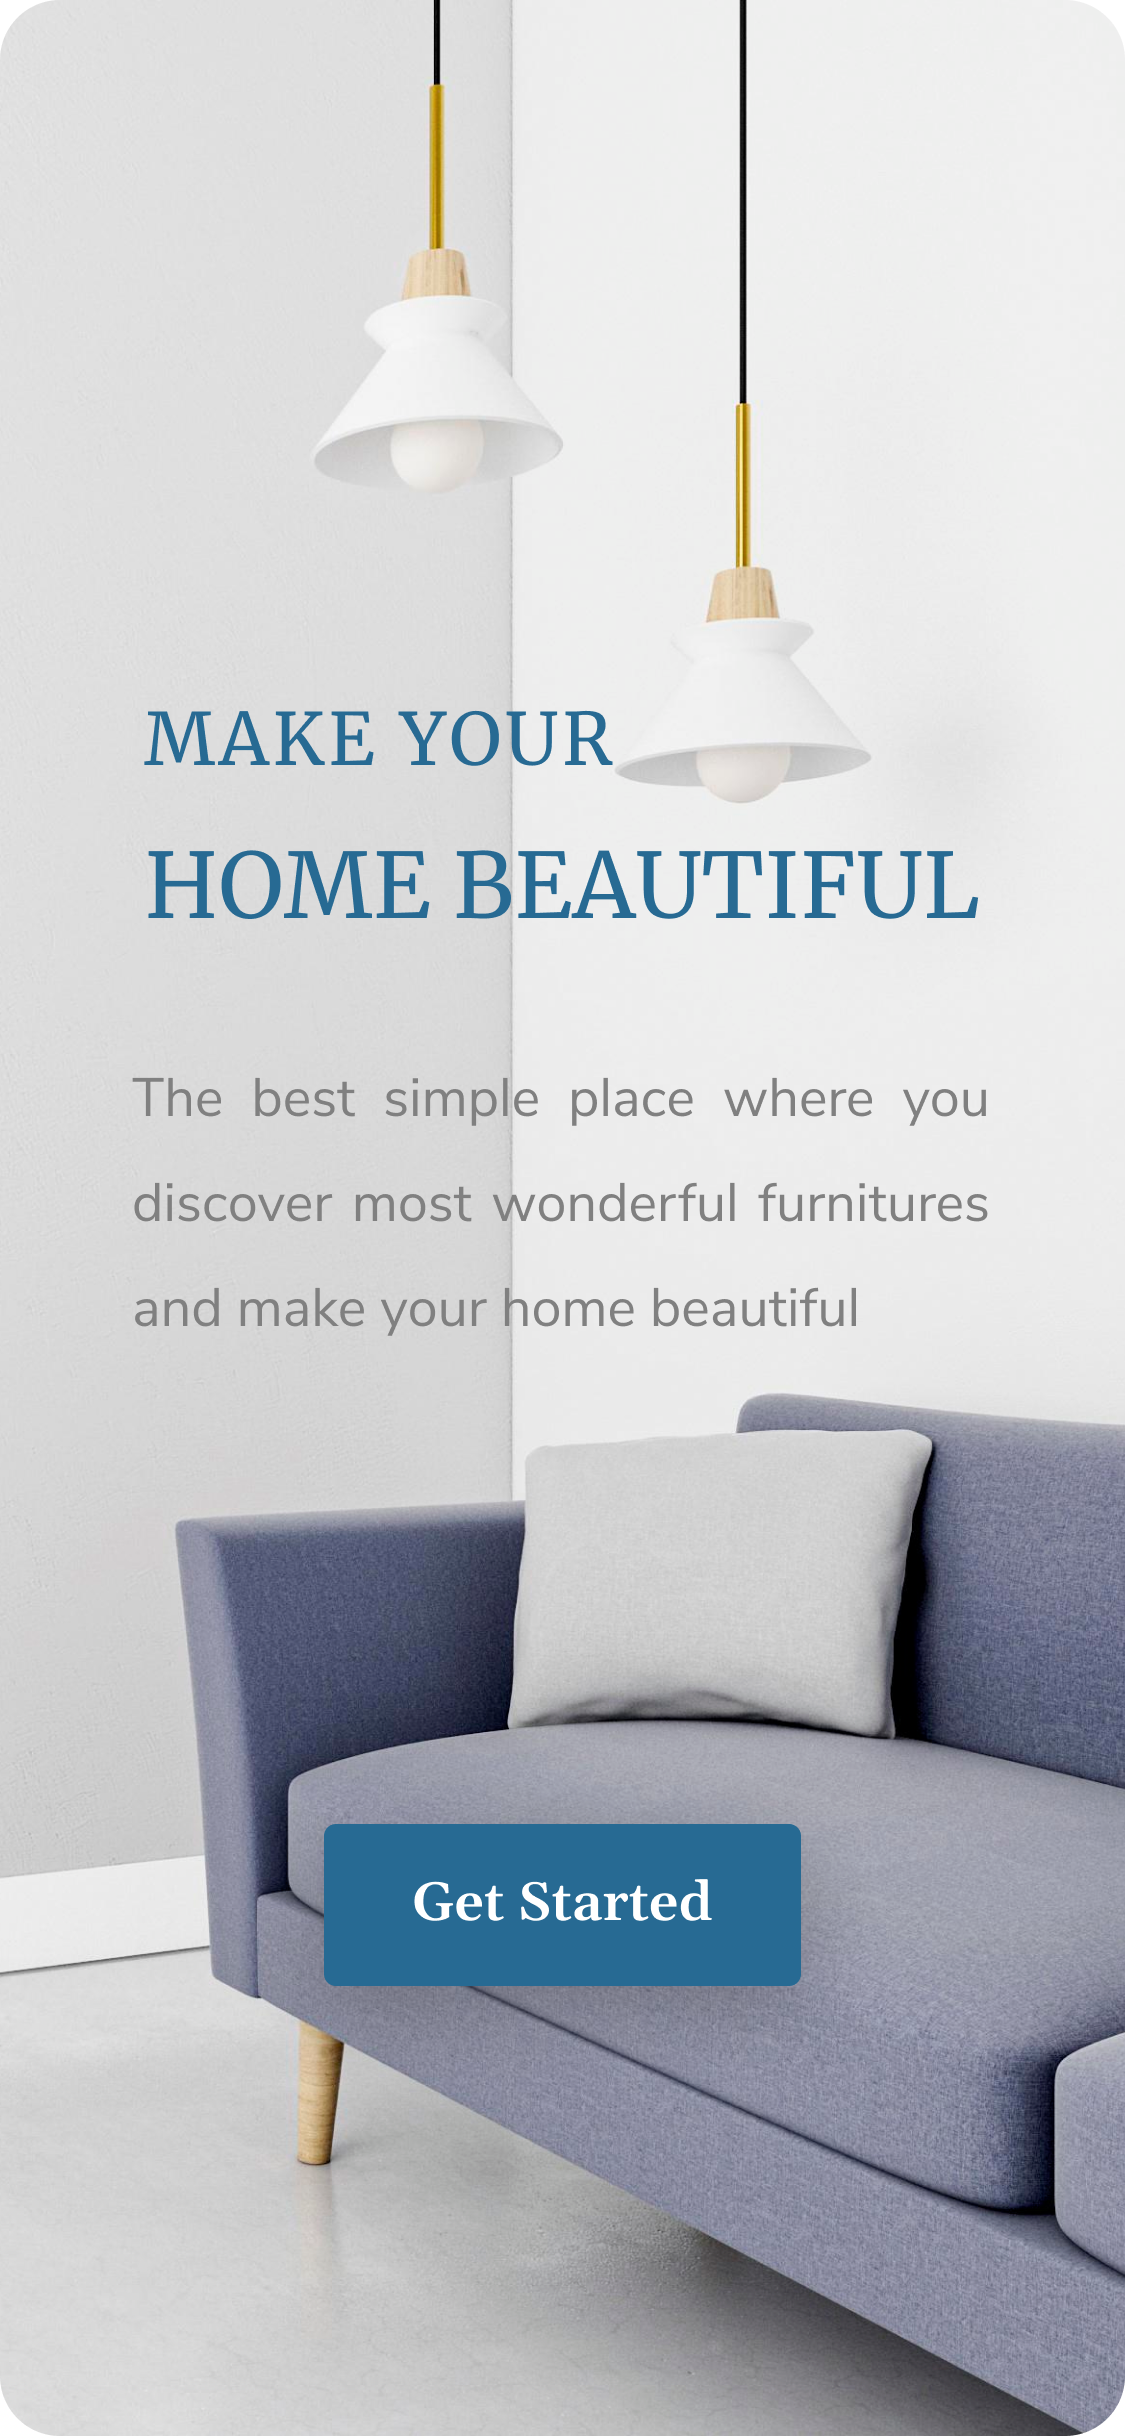 MAKE YOUR
HOME BEAUTIFUL
The best simple place where you
discover most wonderful furnitures
and make your home beautiful
Get Started